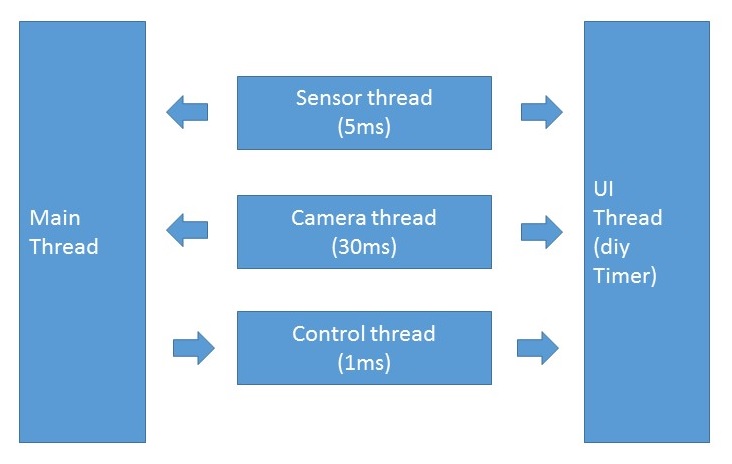 Main
Thread
Sensor thread
(5ms)
Camera thread
(30ms)
Control thread
(1ms)
UI
Thread
(diy
Timer)